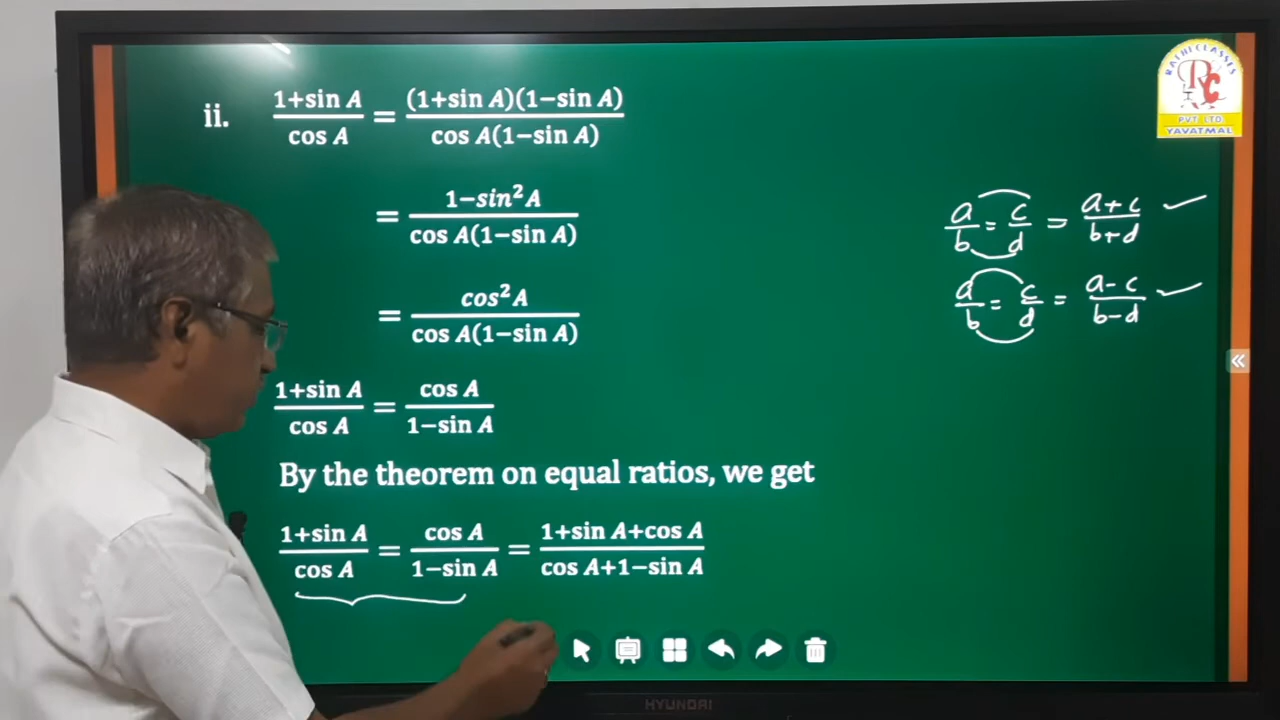 ii. (1+sin A)/(cos A) = ((1+sin A)(1−sin A))/(cos A(1−sin A))
= (1−sin²A)/(cos A(1−sin A))
= (cos²A)/(cos A(1−sin A))
(1+sin A)/(cos A) = (cos A)/(1−sin A)
By the theorem on equal ratios, we get
(1+sin A)/(cos A) = (cos A)/(1−sin A) = (1+sin A+cos A)/(cos A+1−sin A)
a/b = c/d = (a+c)/(b+d) ✓
a/b = c/d = (a-c)/(b-d) ✓
RATHI CLASSES
RC
PVT LTD
YAVATMAL
«
HYUNDAI